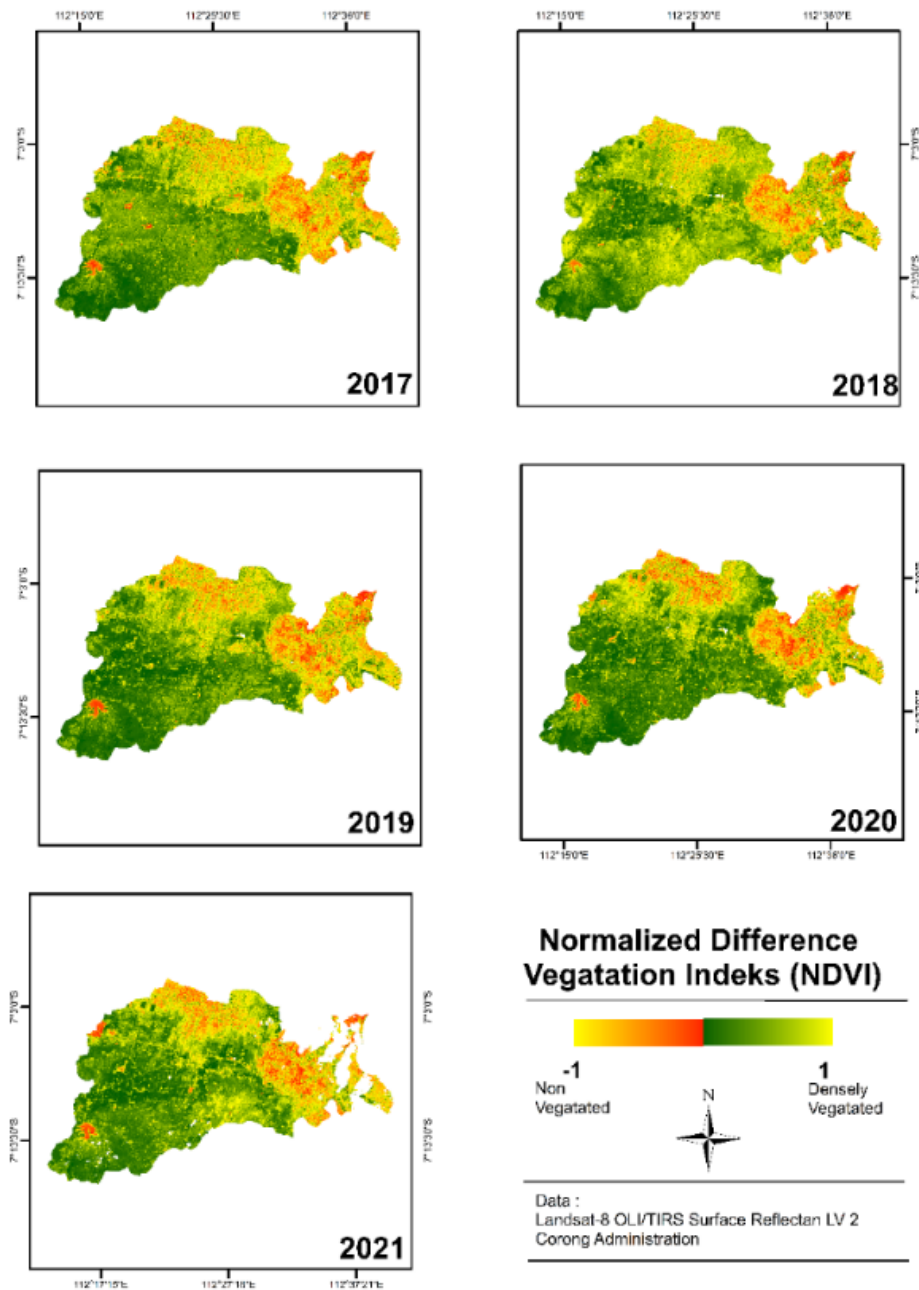 112°15'0"E 112°25'30"E 112°36'0"E
112°15'0"E 112°25'30"E 112°36'0"E
7°3'0"S
7°3'0"S
7°13'30"S
7°13'30"S
2017
2018
7°3'0"S
7°13'30"S
2019
2020
112°15'0"E 112°25'30"E 112°36'0"E
7°3'0"S
7°3'0"S
7°13'30"S
7°13'30"S
2021
112°17'15"E 112°27'18"E 112°37'21"E
Normalized Difference
Vegatation Indeks (NDVI)
-1 1
Non
Vegatated
Densely
Vegatated
N
Data :
Landsat-8 OLI/TIRS Surface Reflectan LV 2
Corong Administration